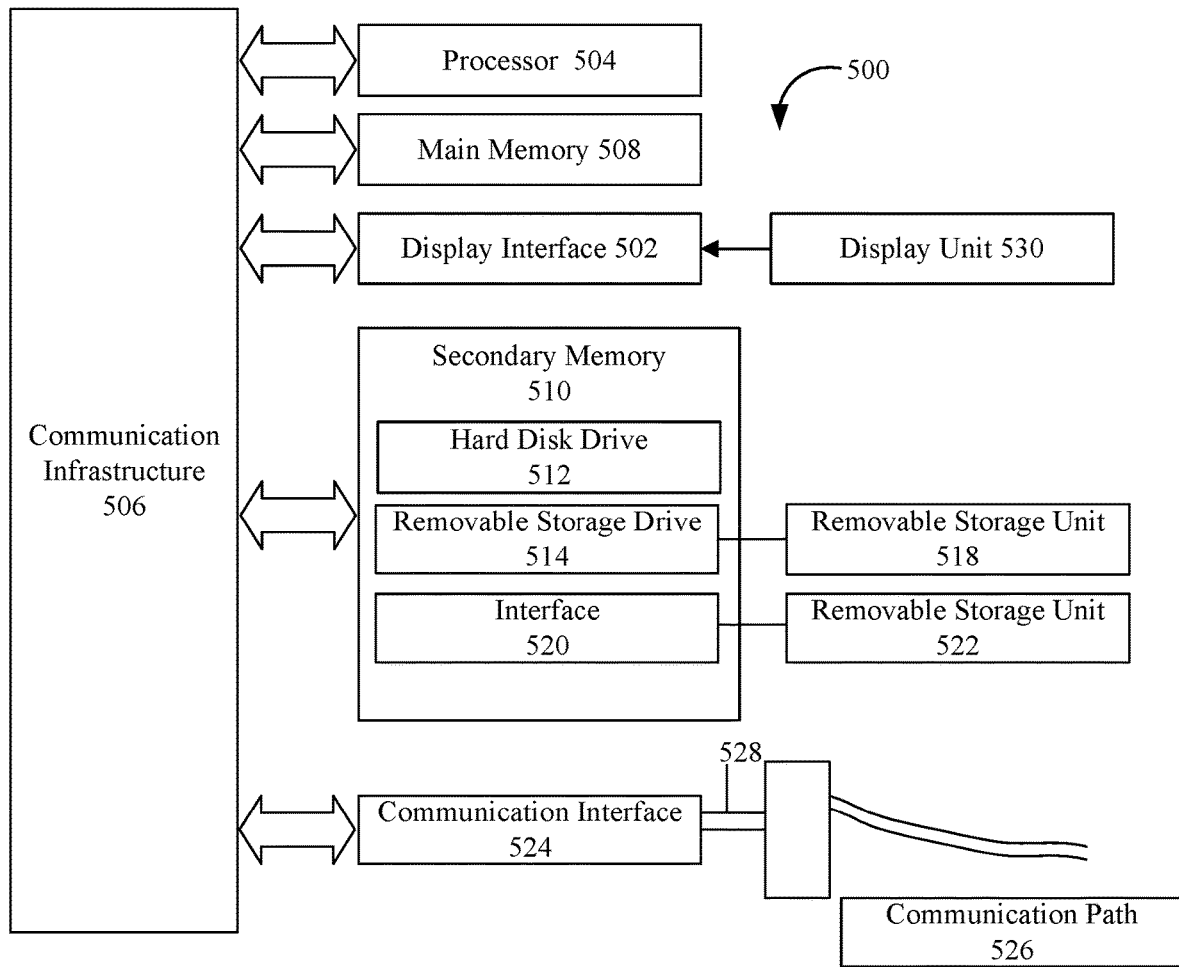 Processor 504
500
Main Memory 508
Display Interface 502
Display Unit 530
Secondary Memory
510
Communication
Infrastructure
506
Hard Disk Drive
512
Removable Storage Drive
514
Removable Storage Unit
518
Interface
520
Removable Storage Unit
522
528
Communication Interface
524
Communication Path
526